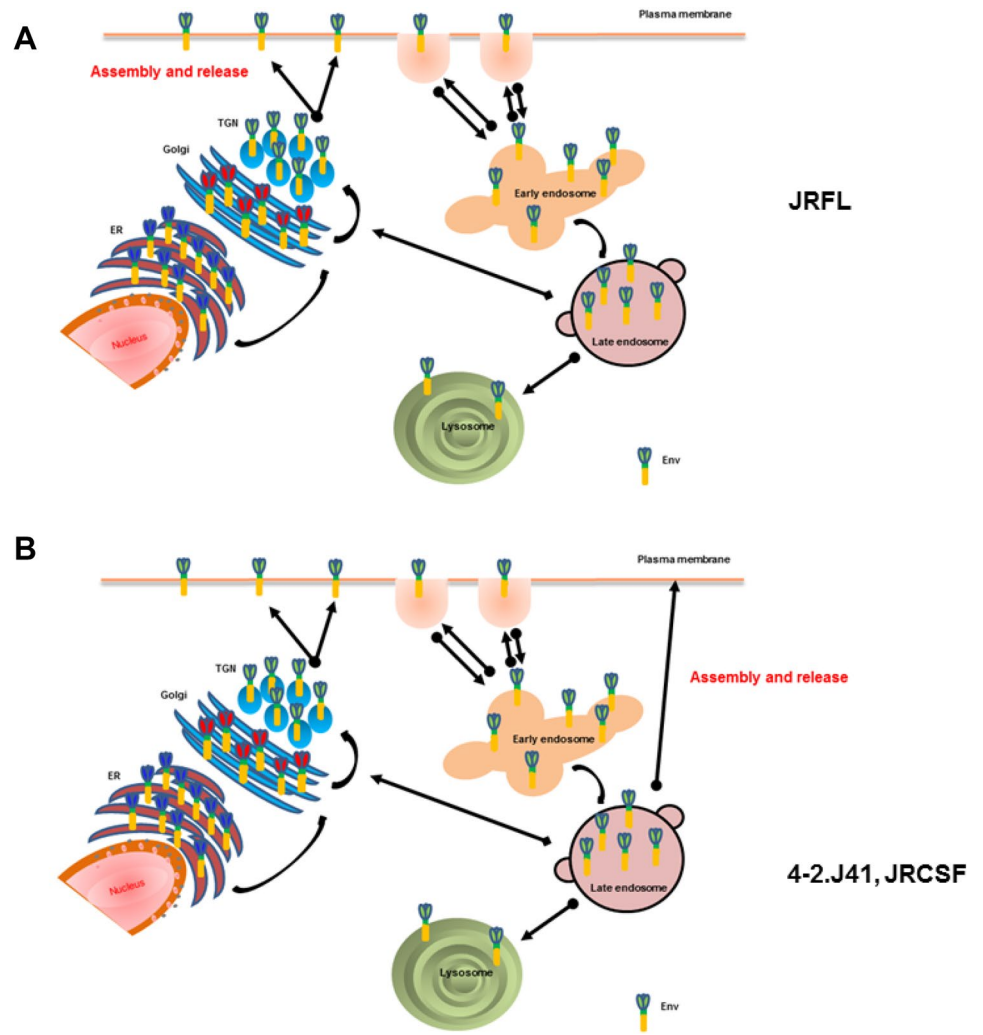 A
Plasma membrane
Assembly and release
TGN
Golgi
Early endosome
JRFL
ER
Nucleus
Late endosome
Lysosome
Env
B
Plasma membrane
TGN
Assembly and release
Golgi
Early endosome
ER
Nucleus
Late endosome
4-2.J41, JRCSF
Lysosome
Env